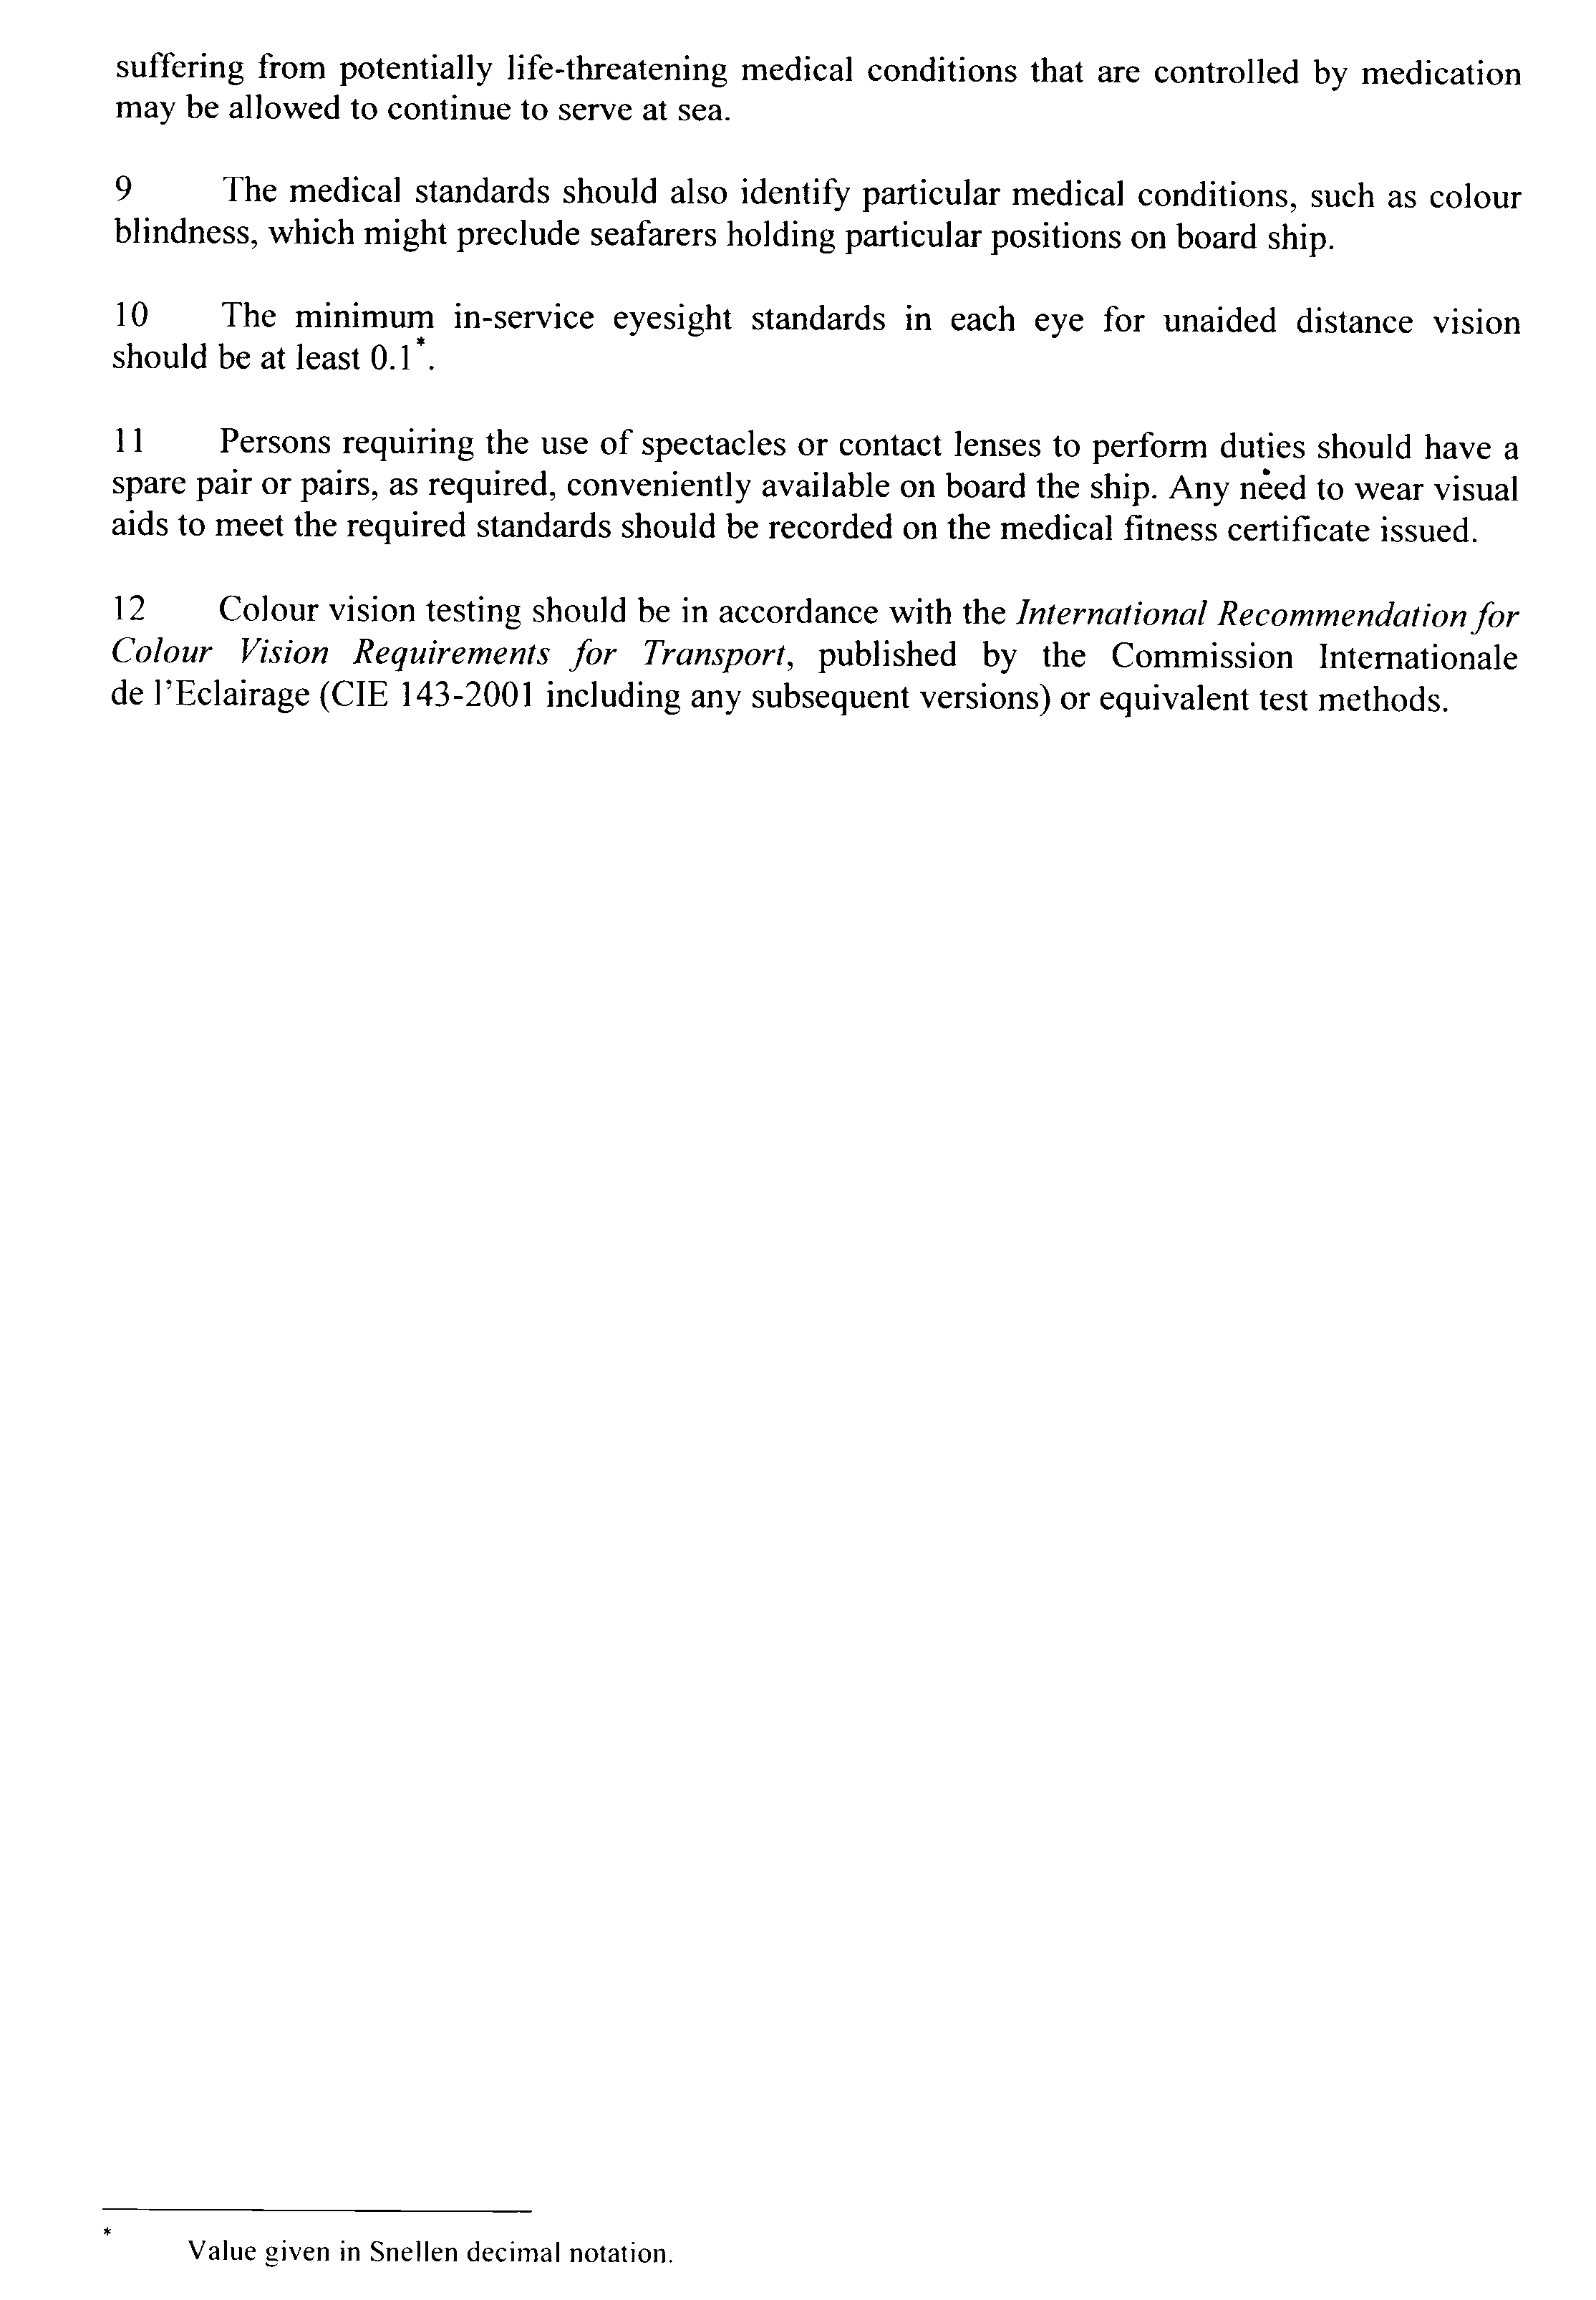 suffering from potentially life-threatening medical conditions that are controlled by medication
may be allowed to continue to serve at sea.
9 The medical standards should also identify particular medical conditions, such as colour
blindness, which might preclude seafarers holding particular positions on board ship.
10 The minimum in-service eyesight standards in each eye for unaided distance vision
should be at least 0.1*.
11 Persons requiring the use of spectacles or contact lenses to perform duties should have a
spare pair or pairs, as required, conveniently available on board the ship. Any need to wear visual
aids to meet the required standards should be recorded on the medical fitness certificate issued.
12 Colour vision testing should be in accordance with the International Recommendation for
Colour Vision Requirements for Transport, published by the Commission Internationale
de l'Eclairage (CIE 143-2001 including any subsequent versions) or equivalent test methods.
* Value given in Snellen decimal notation.